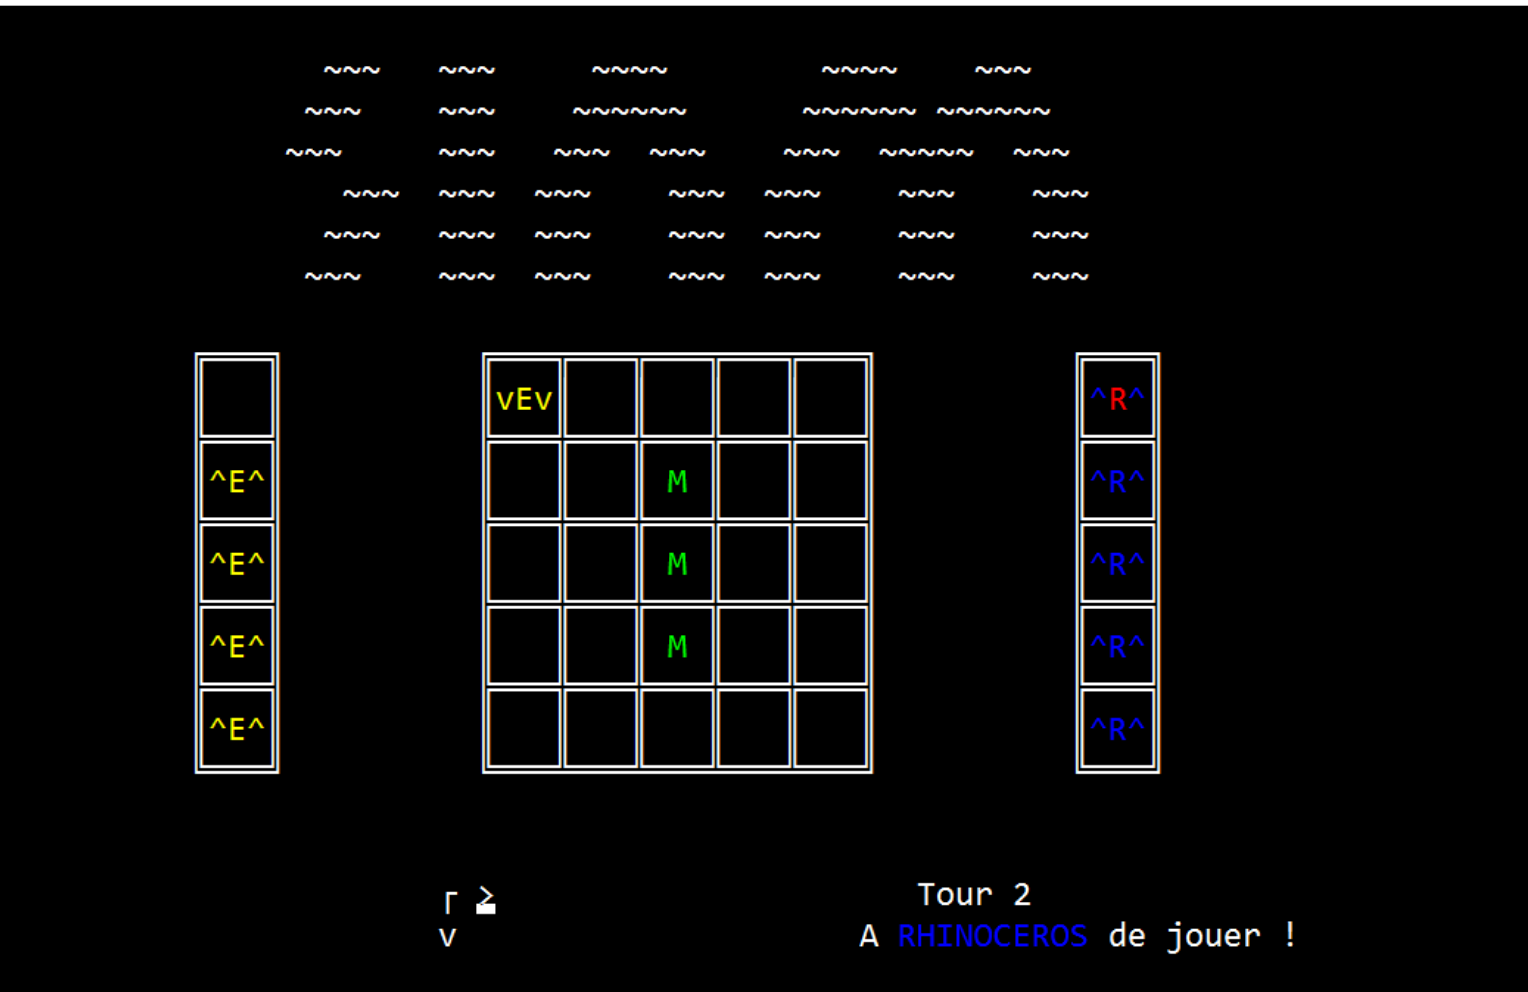 ~~~ ~~~ ~~~~ ~~~~ ~~~
~~~ ~~~ ~~~~~~ ~~~~~~ ~~~~~~
~~~ ~~~ ~~~ ~~~ ~~~ ~~~~~ ~~~
~~~ ~~~ ~~~ ~~~ ~~~ ~~~ ~~~
~~~ ~~~ ~~~ ~~~ ~~~ ~~~ ~~~
~~~ ~~~ ~~~ ~~~ ~~~ ~~~ ~~~
vEv ^R^
^E^ M ^R^
^E^ M ^R^
^E^ M ^R^
^E^ ^R^
┌ > Tour 2
v A RHINOCEROS de jouer !